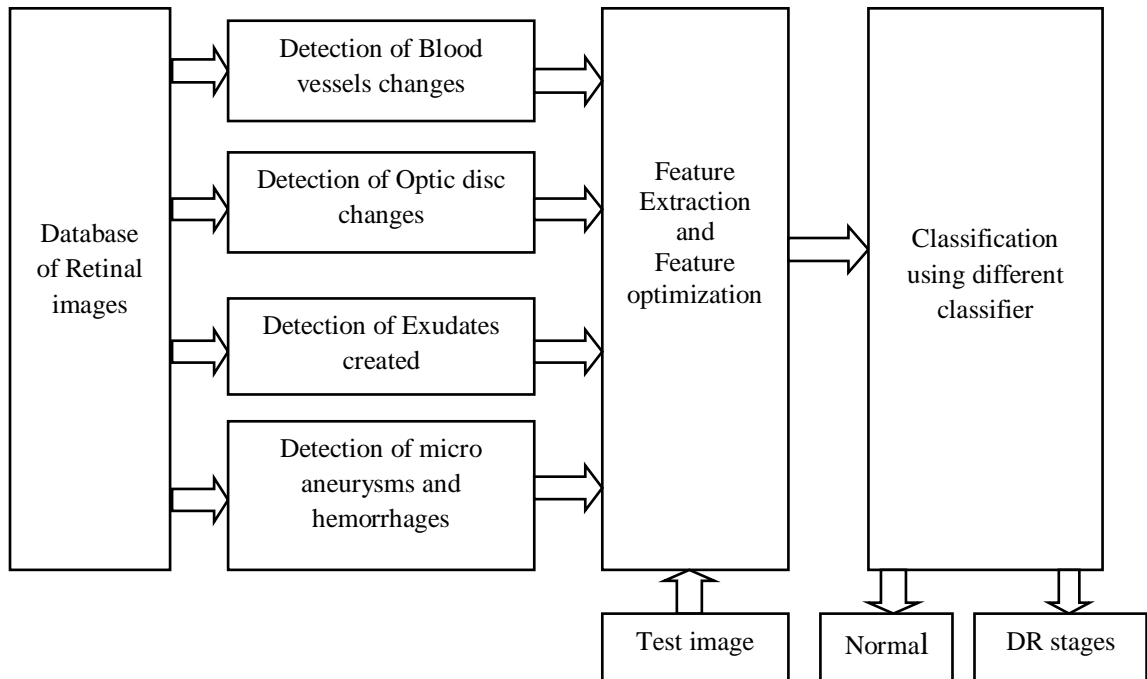 Database
of Retinal
images
Detection of Blood
vessels changes
Detection of Optic disc
changes
Detection of Exudates
created
Detection of micro
aneurysms and
hemorrhages
Feature
Extraction
and
Feature
optimization
Classification
using different
classifier
Test image
Normal
DR stages